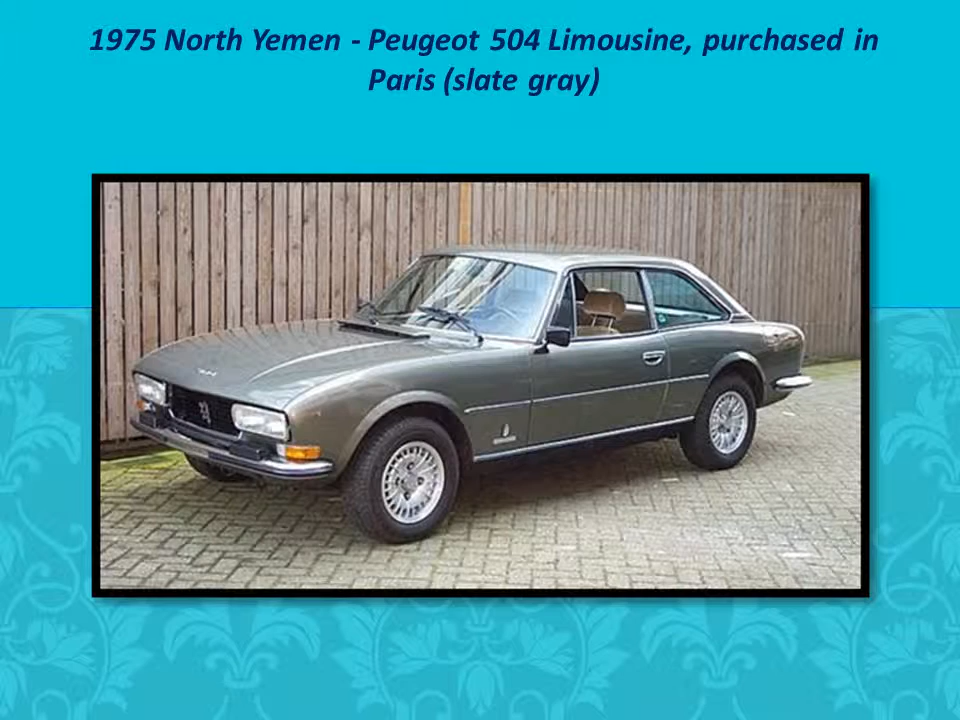 1975 North Yemen - Peugeot 504 Limousine, purchased in
Paris (slate gray)